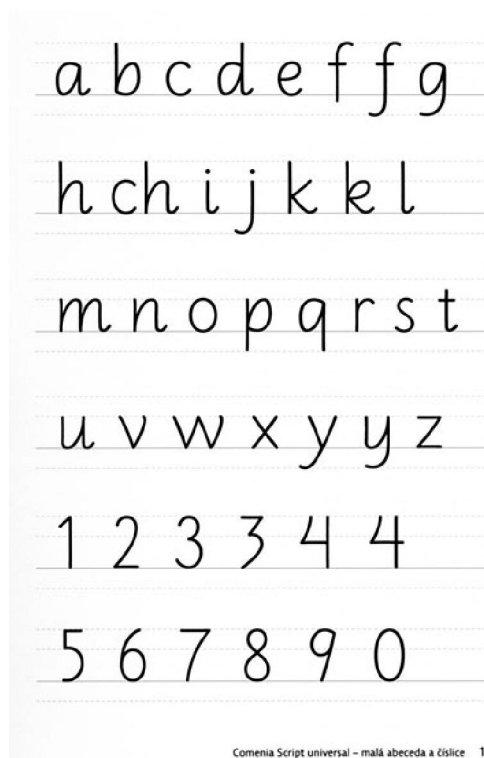 a b c d e f f g
h ch i j k k l
m n o p q r s t
u v w x y y z
1 2 3 3 4 4
5 6 7 8 9 0
Comenia Script universal – malá abeceda a číslice 1